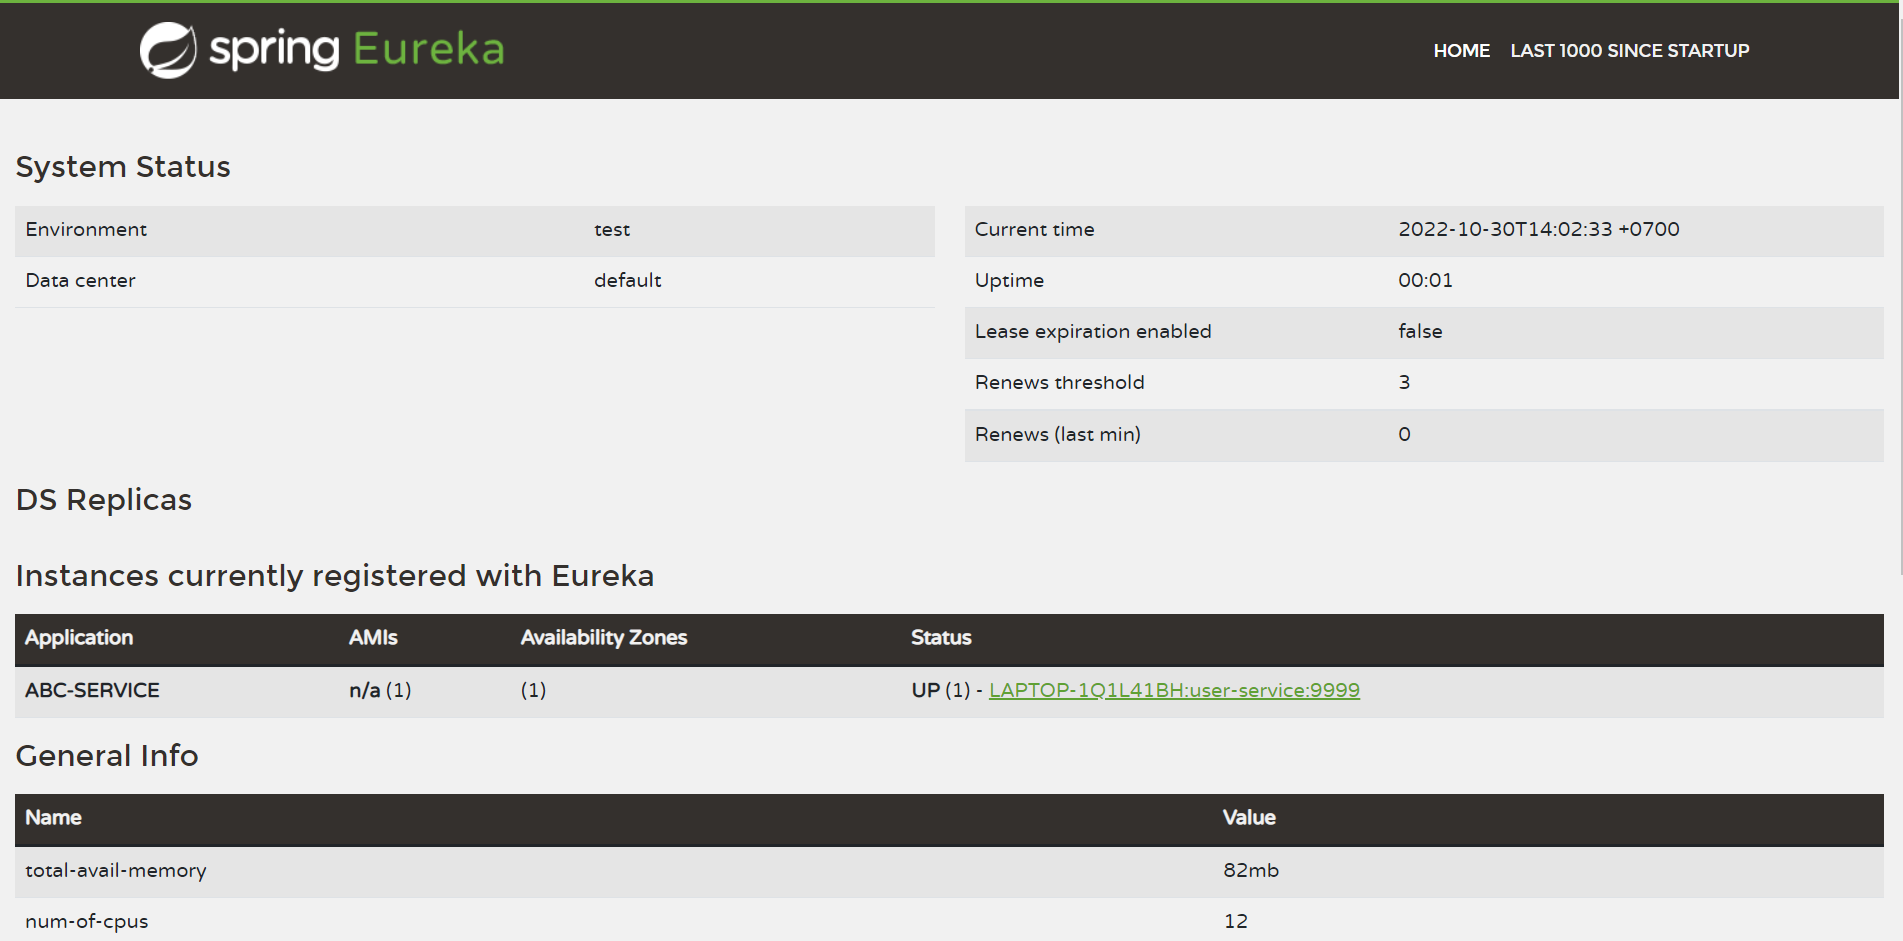 spring Eureka
HOME LAST 1000 SINCE STARTUP
System Status
Environment test
Data center default
Current time 2022-10-30T14:02:33 +0700
Uptime 00:01
Lease expiration enabled false
Renews threshold 3
Renews (last min) 0
DS Replicas
Instances currently registered with Eureka
Application AMIs Availability Zones Status
ABC-SERVICE n/a (1) (1) UP (1) - LAPTOP-1Q1L41BH:user-service:9999
General Info
Name Value
total-avail-memory 82mb
num-of-cpus 12